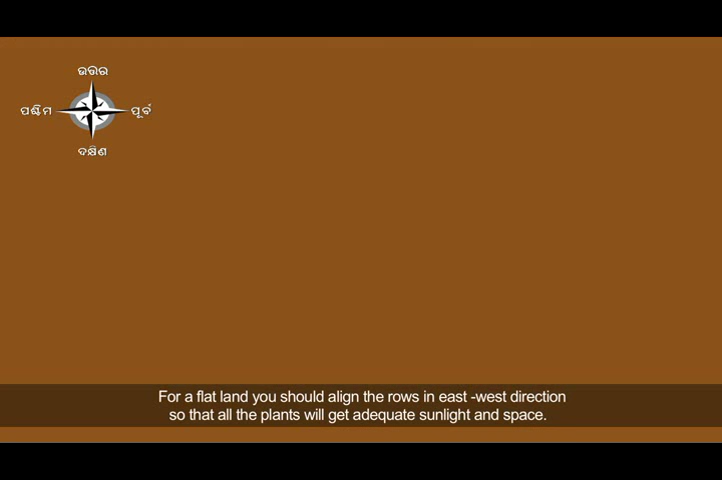 ଉତ୍ତର
ପଶ୍ଚିମ
ପୂର୍ବ
ଦକ୍ଷିଣ
For a flat land you should align the rows in east -west direction
so that all the plants will get adequate sunlight and space.